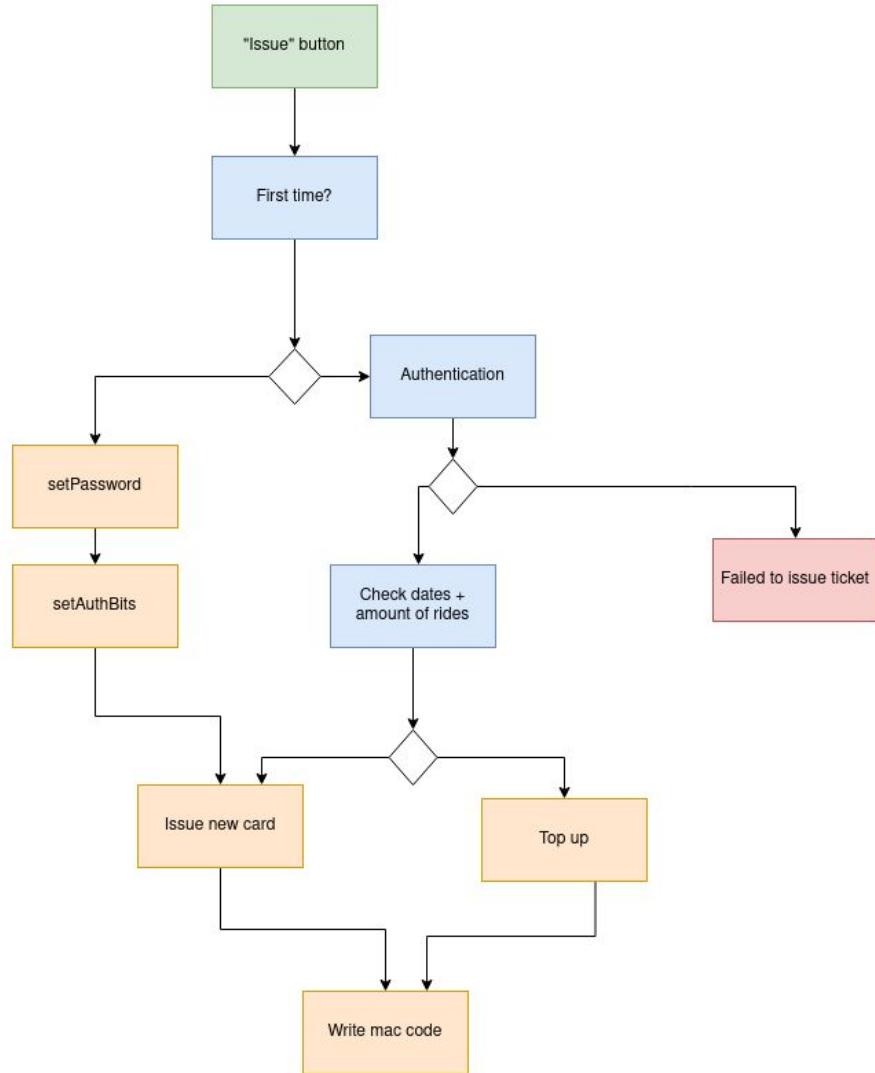 "Issue" button
First time?
Authentication
setPassword
setAuthBits
Check dates +
amount of rides
Failed to issue ticket
Issue new card
Top up
Write mac code